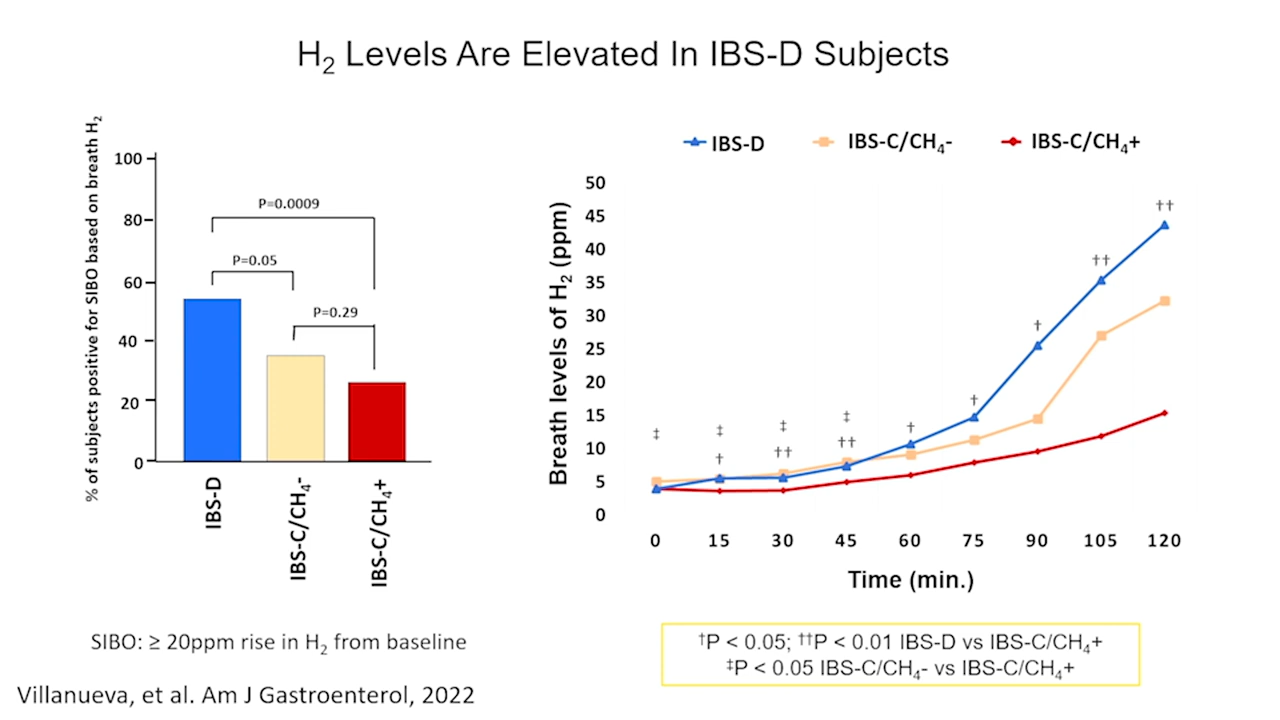 H₂ Levels Are Elevated In IBS-D Subjects
% of subjects positive for SIBO based on breath H₂
100
80
60
40
20
0
P=0.0009
P=0.05
P=0.29
IBS-D
IBS-C/CH₄-
IBS-C/CH₄+
SIBO: ≥ 20ppm rise in H₂ from baseline
IBS-D
IBS-C/CH₄-
IBS-C/CH₄+
Breath levels of H₂ (ppm)
50
45
40
35
30
25
20
15
10
5
0
‡
‡
†
‡
††
‡
††
†
†
†
††
††
0 15 30 45 60 75 90 105 120
Time (min.)
†P < 0.05; ††P < 0.01 IBS-D vs IBS-C/CH₄+
‡P < 0.05 IBS-C/CH₄- vs IBS-C/CH₄+
Villanueva, et al. Am J Gastroenterol, 2022